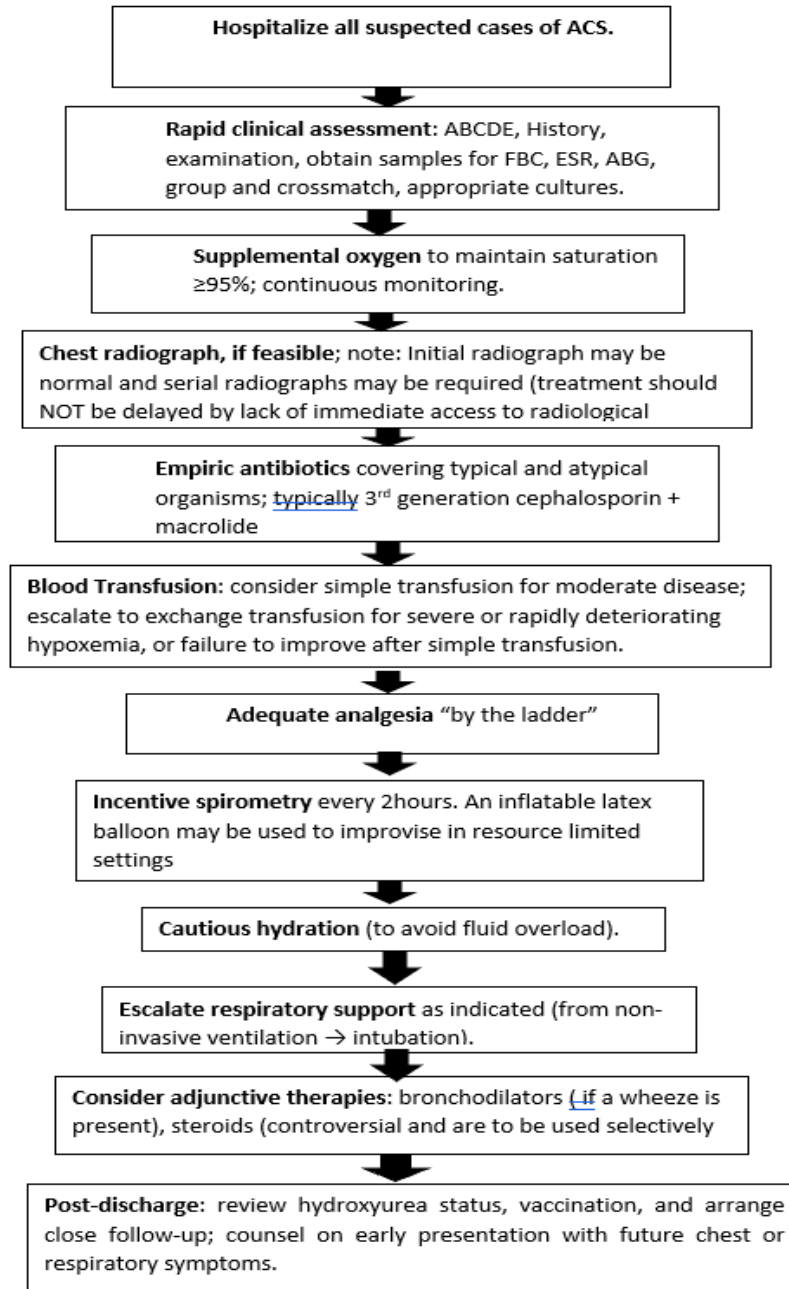 Hospitalize all suspected cases of ACS.
Rapid clinical assessment: ABCDE, History,
examination, obtain samples for FBC, ESR, ABG,
group and crossmatch, appropriate cultures.
Supplemental oxygen to maintain saturation
≥95%; continuous monitoring.
Chest radiograph, if feasible; note: Initial radiograph may be
normal and serial radiographs may be required (treatment should
NOT be delayed by lack of immediate access to radiological
Empiric antibiotics covering typical and atypical
organisms; typically 3rd generation cephalosporin +
macrolide
Blood Transfusion: consider simple transfusion for moderate disease;
escalate to exchange transfusion for severe or rapidly deteriorating
hypoxemia, or failure to improve after simple transfusion.
Adequate analgesia “by the ladder”
Incentive spirometry every 2hours. An inflatable latex
balloon may be used to improvise in resource limited
settings
Cautious hydration (to avoid fluid overload).
Escalate respiratory support as indicated (from non-
invasive ventilation → intubation).
Consider adjunctive therapies: bronchodilators ( if a wheeze is
present), steroids (controversial and are to be used selectively
Post-discharge: review hydroxyurea status, vaccination, and arrange
close follow-up; counsel on early presentation with future chest or
respiratory symptoms.